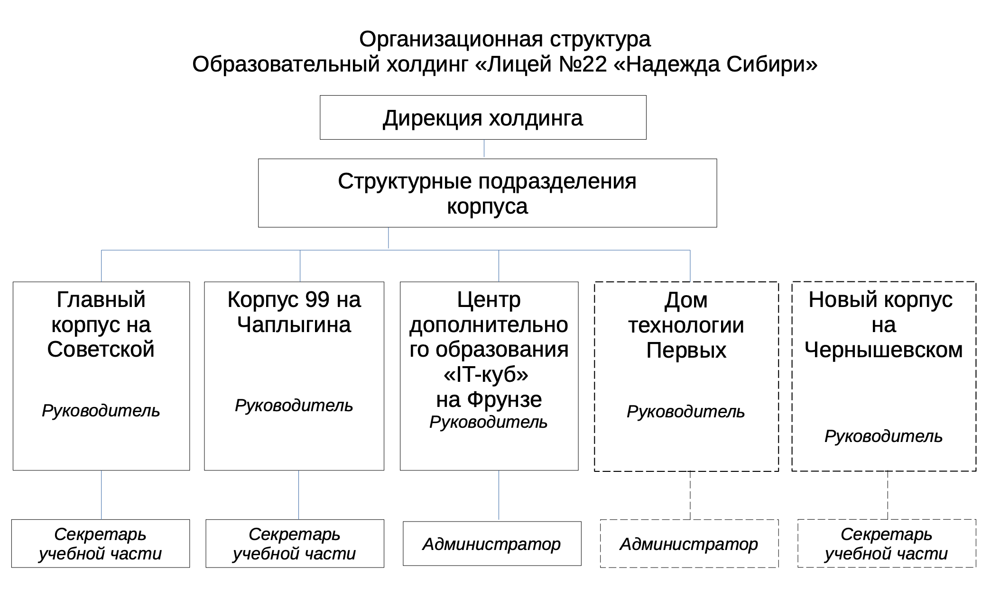 Организационная структура
Образовательный холдинг «Лицей №22 «Надежда Сибири»
Дирекция холдинга
Структурные подразделения
корпуса
Главный
корпус на
Советской
Руководитель
Корпус 99 на
Чаплыгина
Руководитель
Центр
дополнительно
го образования
«IT-куб»
на Фрунзе
Руководитель
Дом
технологии
Первых
Руководитель
Новый корпус
на
Чернышевском
Руководитель
Секретарь
учебной части
Секретарь
учебной части
Администратор
Администратор
Секретарь
учебной части